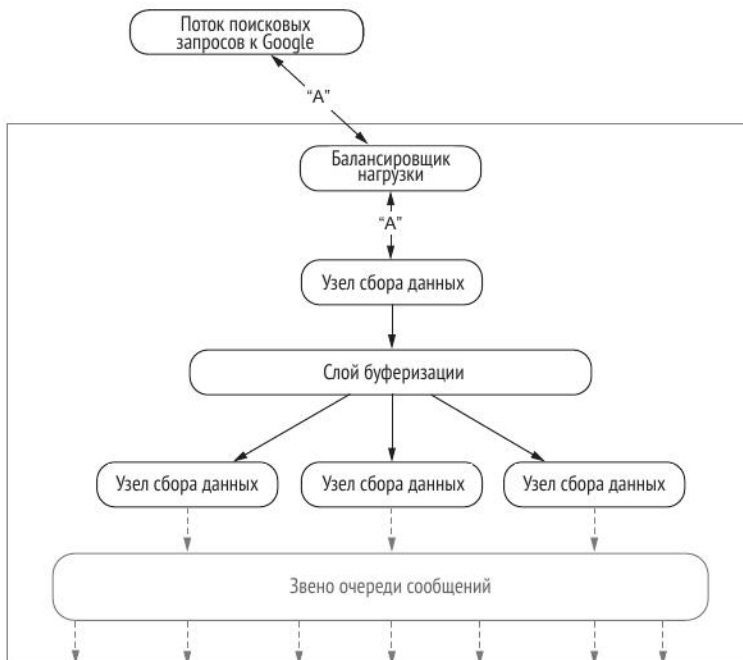 Поток поисковых
запросов к Google
“A”
Балансировщик
нагрузки
“A”
Узел сбора данных
Слой буферизации
Узел сбора данных
Узел сбора данных
Узел сбора данных
Звено очереди сообщений